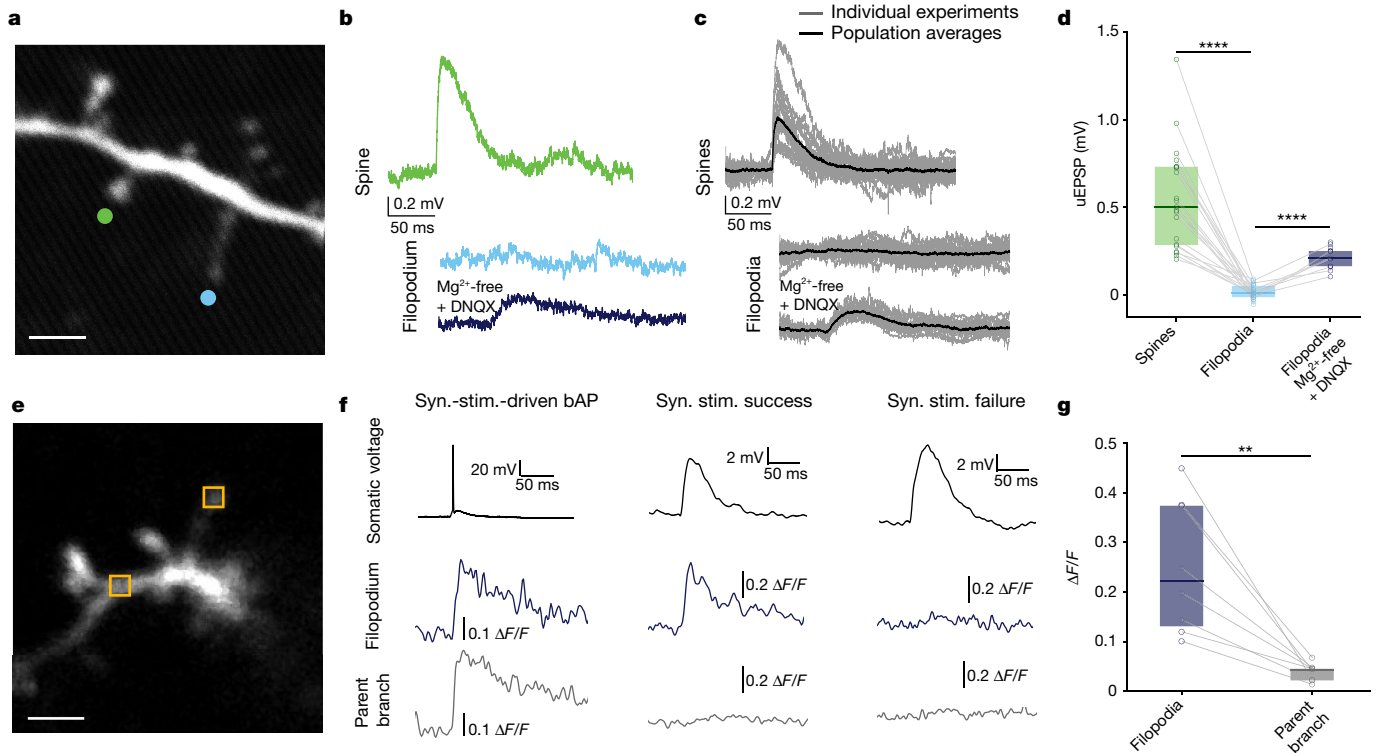 a
b
Spine
0.2 mV
50 ms
Filopodium
Mg²⁺-free
+ DNQX
c
Individual experiments
Population averages
Spines
0.2 mV
50 ms
Filopodia
Mg²⁺-free
+ DNQX
d
uEPSP (mV)
1.5
1.0
0.5
0
****
****
Spines
Filopodia
Filopodia
Mg²⁺-free
+ DNQX
e
f
Syn.-stim.-driven bAP
Syn. stim. success
Syn. stim. failure
Somatic voltage
20 mV
50 ms
2 mV
50 ms
2 mV
50 ms
Filopodium
0.1 ΔF/F
0.2 ΔF/F
0.2 ΔF/F
Parent
branch
0.1 ΔF/F
0.2 ΔF/F
0.2 ΔF/F
g
ΔF/F
0.5
0.4
0.3
0.2
0.1
0
**
Filopodia
Parent
branch